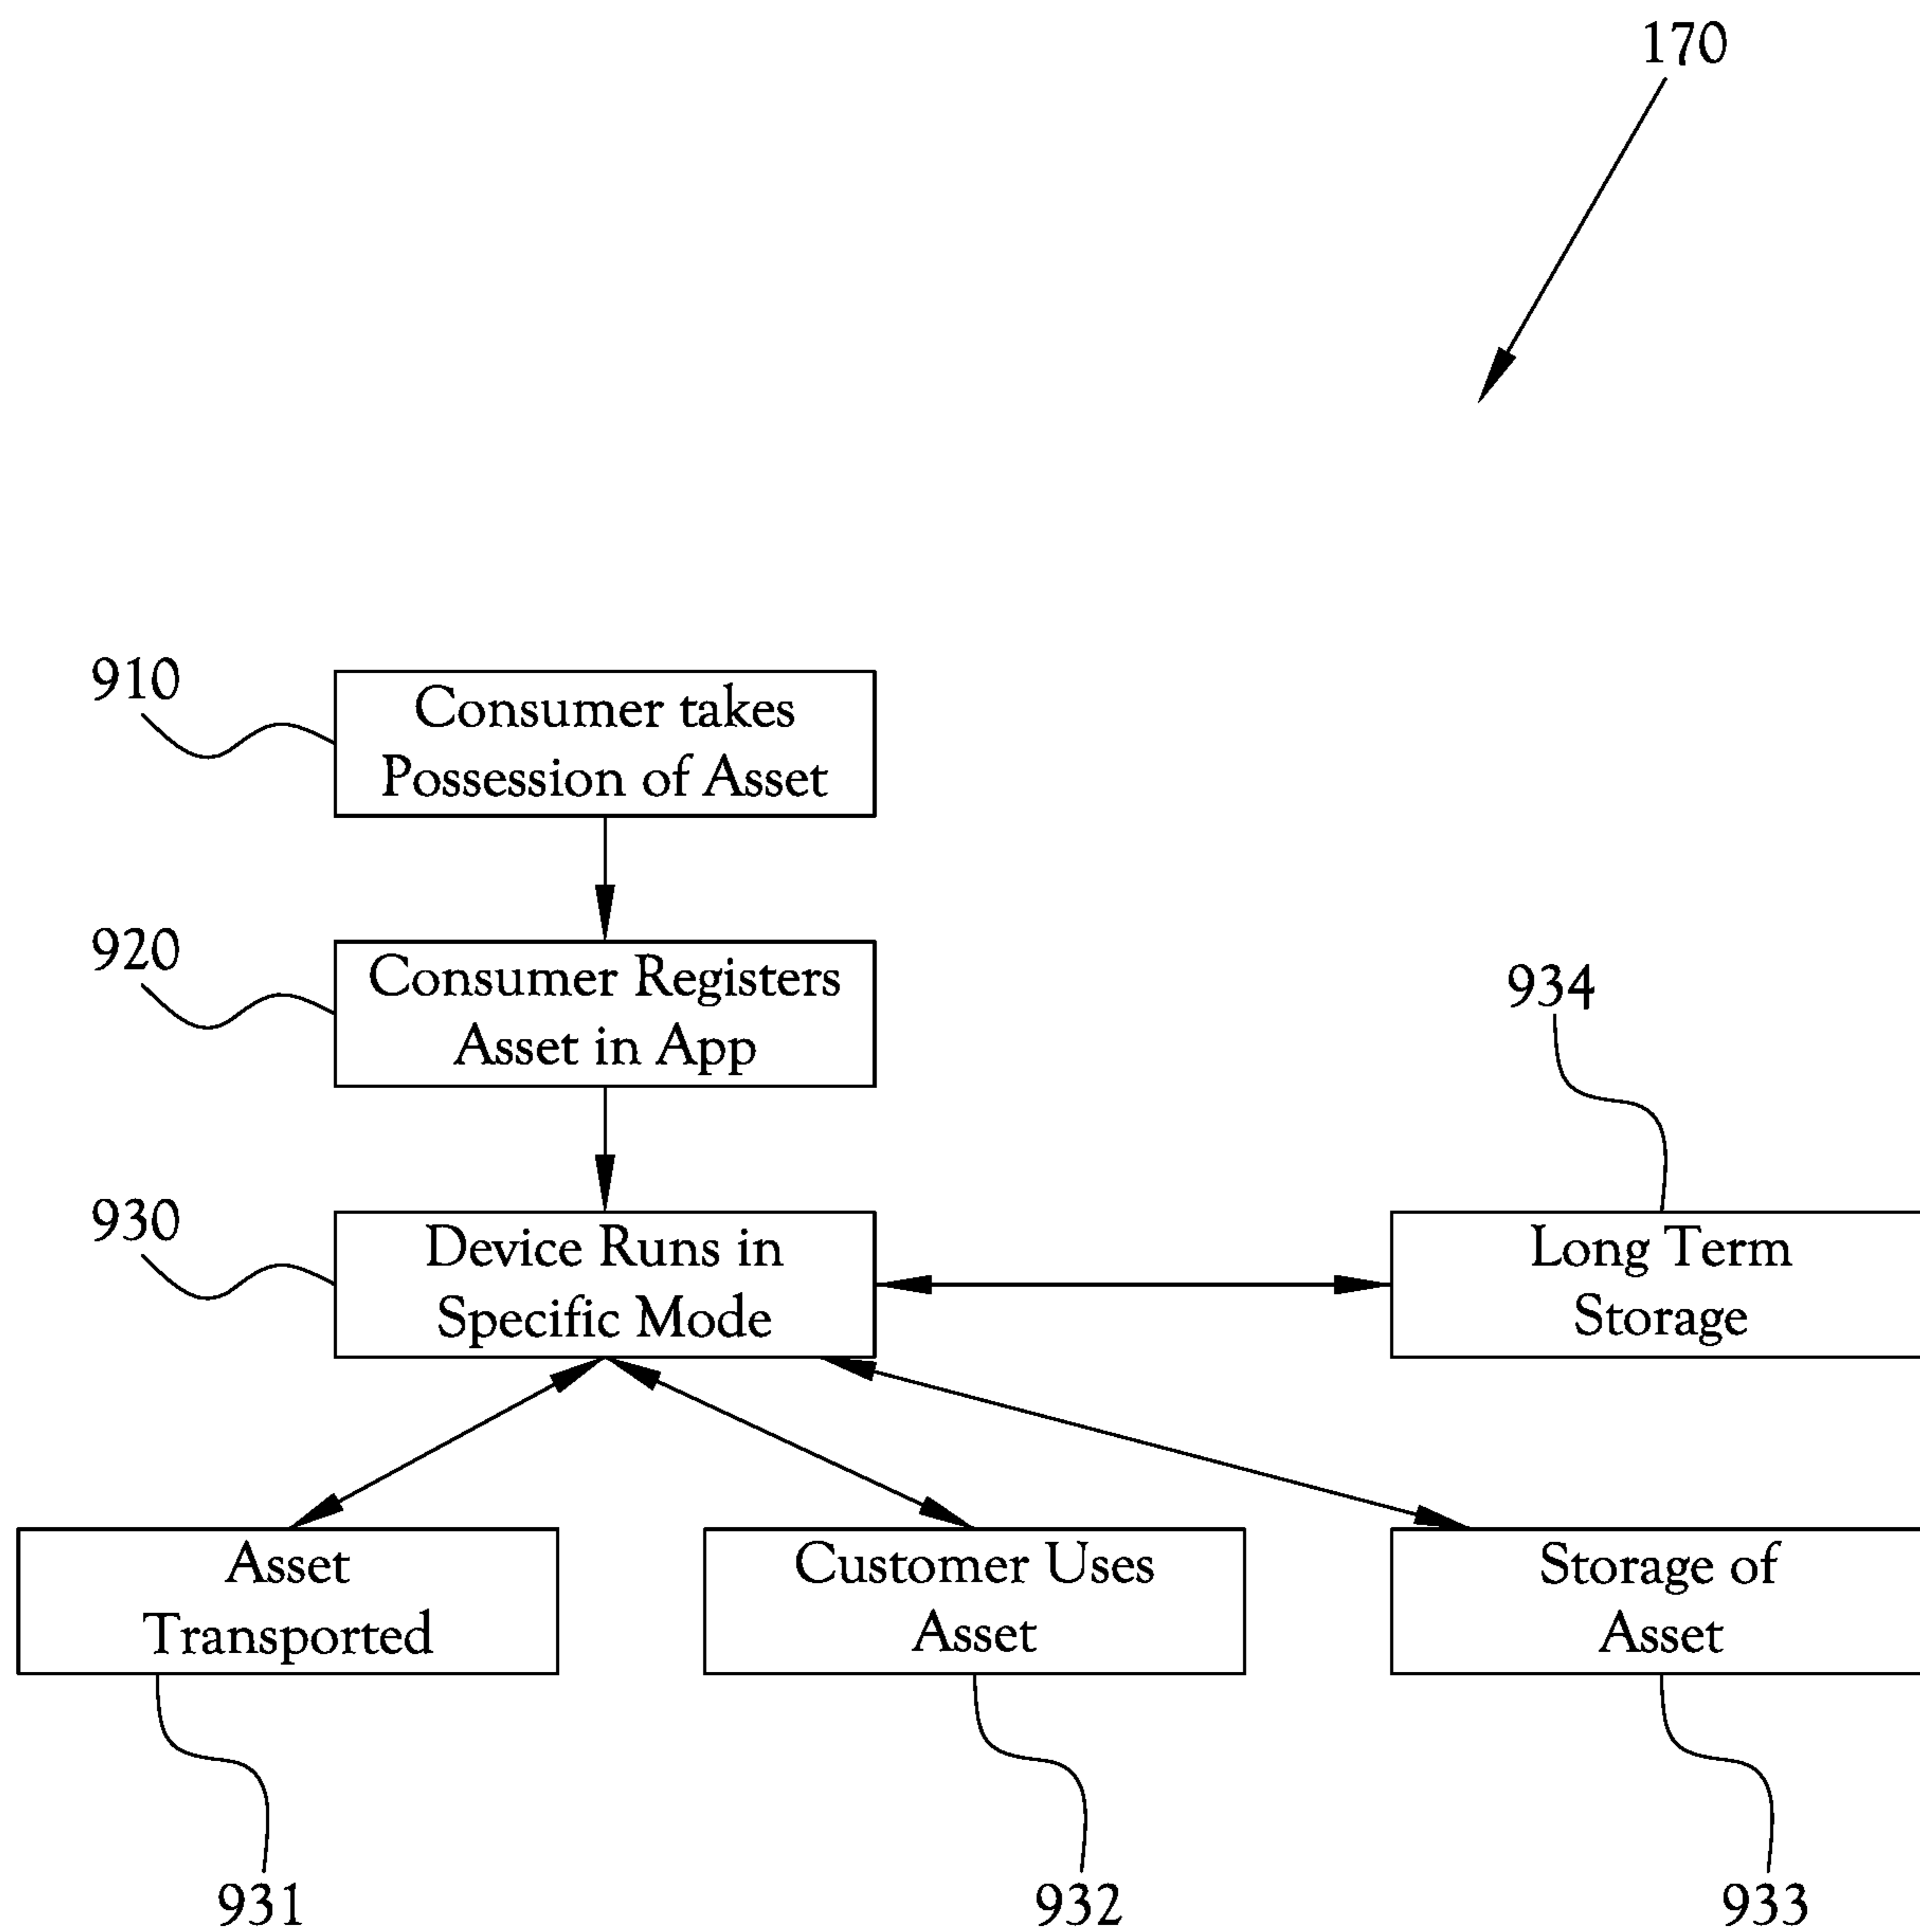 170
910
Consumer takes
Possession of Asset
920
Consumer Registers
Asset in App
934
930
Device Runs in
Specific Mode
Long Term
Storage
Asset
Transported
Customer Uses
Asset
Storage of
Asset
931
932
933